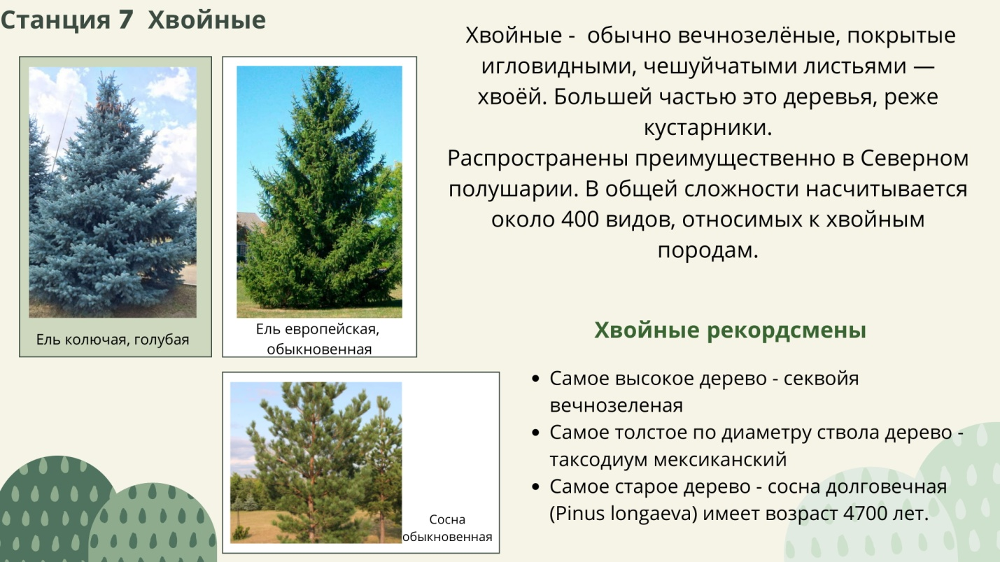 Станция 7 Хвойные
Хвойные - обычно вечнозелёные, покрытые
игловидными, чешуйчатыми листьями —
хвоёй. Большей частью это деревья, реже
кустарники.
Распространены преимущественно в Северном
полушарии. В общей сложности насчитывается
около 400 видов, относимых к хвойным
породам.
Ель колючая, голубая
Ель европейская,
обыкновенная
Сосна
обыкновенная
Хвойные рекордсмены
• Самое высокое дерево - секвойя
вечнозеленая
• Самое толстое по диаметру ствола дерево -
таксодиум мексиканский
• Самое старое дерево - сосна долговечная
(Pinus longaeva) имеет возраст 4700 лет.